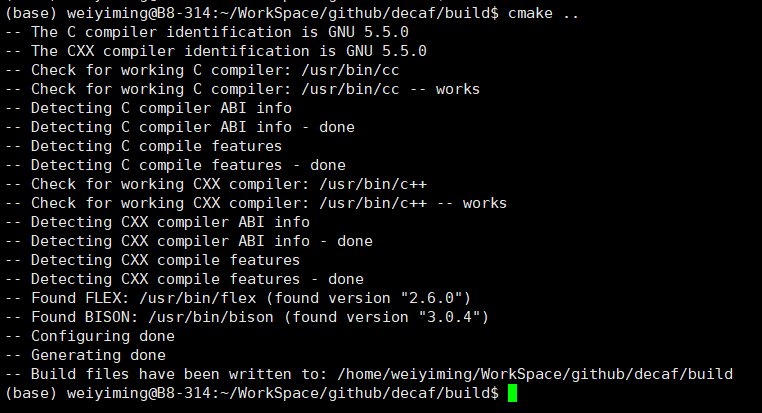 (base) weiyiming@B8-314:~/WorkSpace/github/decaf/build$ cmake ..
-- The C compiler identification is GNU 5.5.0
-- The CXX compiler identification is GNU 5.5.0
-- Check for working C compiler: /usr/bin/cc
-- Check for working C compiler: /usr/bin/cc -- works
-- Detecting C compiler ABI info
-- Detecting C compiler ABI info - done
-- Detecting C compile features
-- Detecting C compile features - done
-- Check for working CXX compiler: /usr/bin/c++
-- Check for working CXX compiler: /usr/bin/c++ -- works
-- Detecting CXX compiler ABI info
-- Detecting CXX compiler ABI info - done
-- Detecting CXX compile features
-- Detecting CXX compile features - done
-- Found FLEX: /usr/bin/flex (found version "2.6.0")
-- Found BISON: /usr/bin/bison (found version "3.0.4")
-- Configuring done
-- Generating done
-- Build files have been written to: /home/weiyiming/WorkSpace/github/decaf/build
(base) weiyiming@B8-314:~/WorkSpace/github/decaf/build$